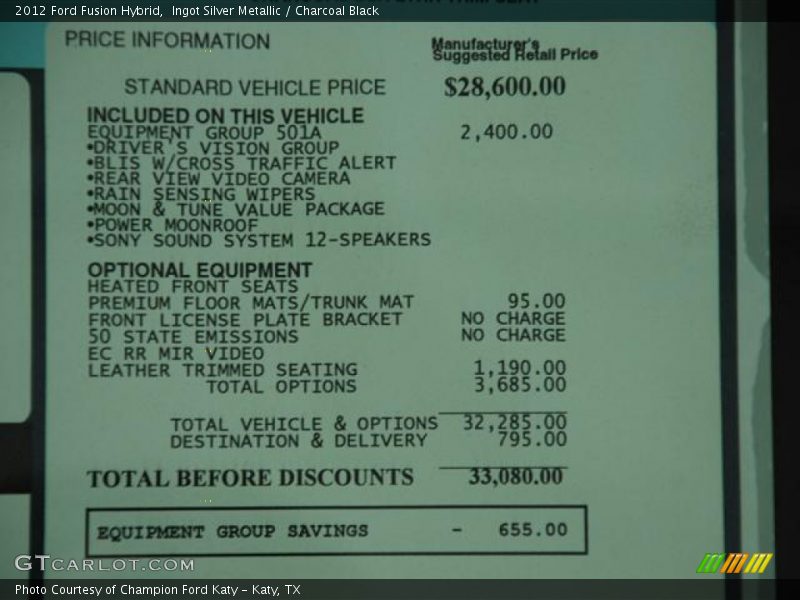 2012 Ford Fusion Hybrid, Ingot Silver Metallic / Charcoal Black
PRICE INFORMATION
Manufacturer's
Suggested Retail Price
STANDARD VEHICLE PRICE $28,600.00
INCLUDED ON THIS VEHICLE
EQUIPMENT GROUP 501A 2,400.00
•DRIVER'S VISION GROUP
•BLIS W/CROSS TRAFFIC ALERT
•REAR VIEW VIDEO CAMERA
•RAIN SENSING WIPERS
•MOON & TUNE VALUE PACKAGE
•POWER MOONROOF
•SONY SOUND SYSTEM 12-SPEAKERS
OPTIONAL EQUIPMENT
HEATED FRONT SEATS
PREMIUM FLOOR MATS/TRUNK MAT 95.00
FRONT LICENSE PLATE BRACKET NO CHARGE
50 STATE EMISSIONS NO CHARGE
EC RR MIR VIDEO
LEATHER TRIMMED SEATING 1,190.00
TOTAL OPTIONS 3,685.00
TOTAL VEHICLE & OPTIONS 32,285.00
DESTINATION & DELIVERY 795.00
TOTAL BEFORE DISCOUNTS 33,080.00
EQUIPMENT GROUP SAVINGS - 655.00
GTCARLOT.COM
Photo Courtesy of Champion Ford Katy - Katy, TX